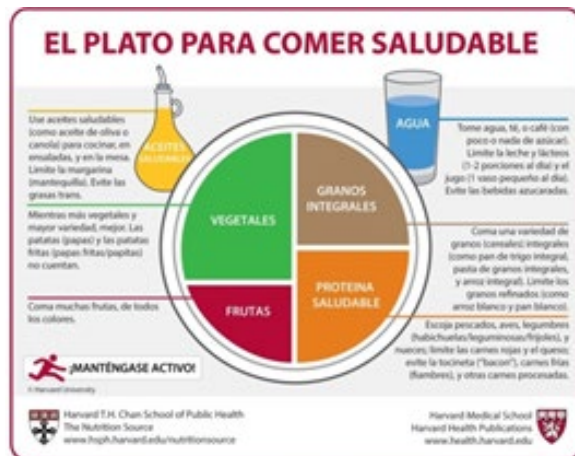 EL PLATO PARA COMER SALUDABLE
Use aceites saludables
(como aceite de oliva o
canola) para cocinar, en
ensaladas, y en la mesa.
Limite la margarina
(mantequilla). Evite las
grasas trans.
ACEITES
SALUDABLES
Mientras más vegetales y
mayor variedad, mejor. Las
patatas (papas) y las patatas
fritas (papas fritas/papitas)
no cuentan.
Coma muchas frutas, de todos
los colores.
VEGETALES
FRUTAS
GRANOS
INTEGRALES
PROTEINA
SALUDABLE
AGUA
Tome agua, té, o café (con
poco o nada de azúcar).
Limite la leche y lácteos
(1-2 porciones al día) y el
jugo (1 vaso pequeño al día).
Evite las bebidas azucaradas.
Coma una variedad de
granos (cereales) integrales
(como pan de trigo integral,
pasta de granos integrales,
y arroz integral). Limite los
granos refinados (como
arroz blanco y pan blanco).
Escoja pescados, aves, legumbres
(habichuelas/leguminosas/frijoles), y
nueces; limite las carnes rojas y el queso;
evite la tocineta ("bacon"), carnes frías
(fiambres), y otras carnes procesadas.
¡MANTÉNGASE ACTIVO!
© Harvard University
Harvard T.H. Chan School of Public Health
The Nutrition Source
www.hsph.harvard.edu/nutritionsource
Harvard Medical School
Harvard Health Publications
www.health.harvard.edu